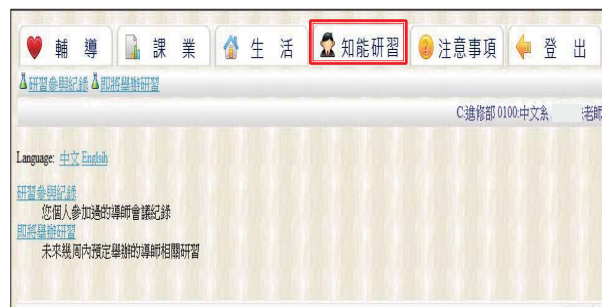 輔導 課業 生活 知能研習 注意事項 登出
研習參與紀錄 即將舉辦研習
C:進修部 0100:中文系 :老師
Language: 中文 Englsih
研習參與紀錄
您個人參加過的導師會議紀錄
即將舉辦研習
未來幾周內預定舉辦的導師相關研習